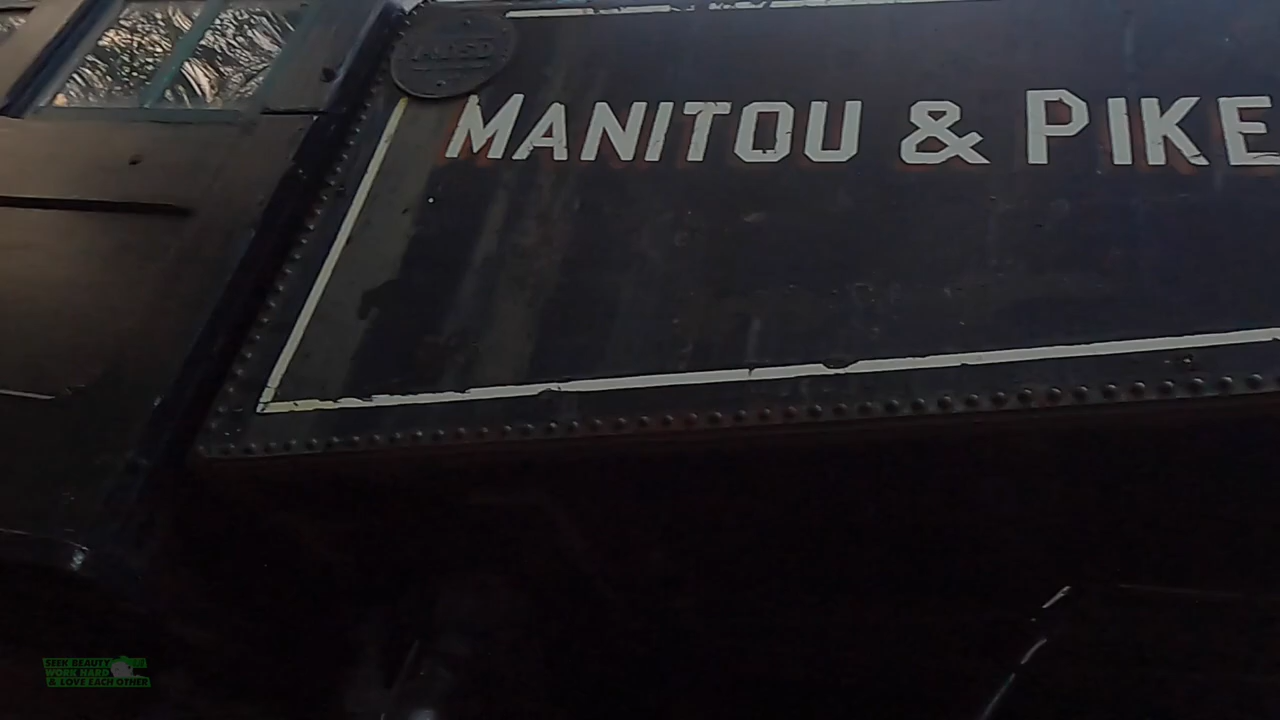 MANITOU & PIKE
SEEK BEAUTY
WORK HARD
& LOVE EACH OTHER